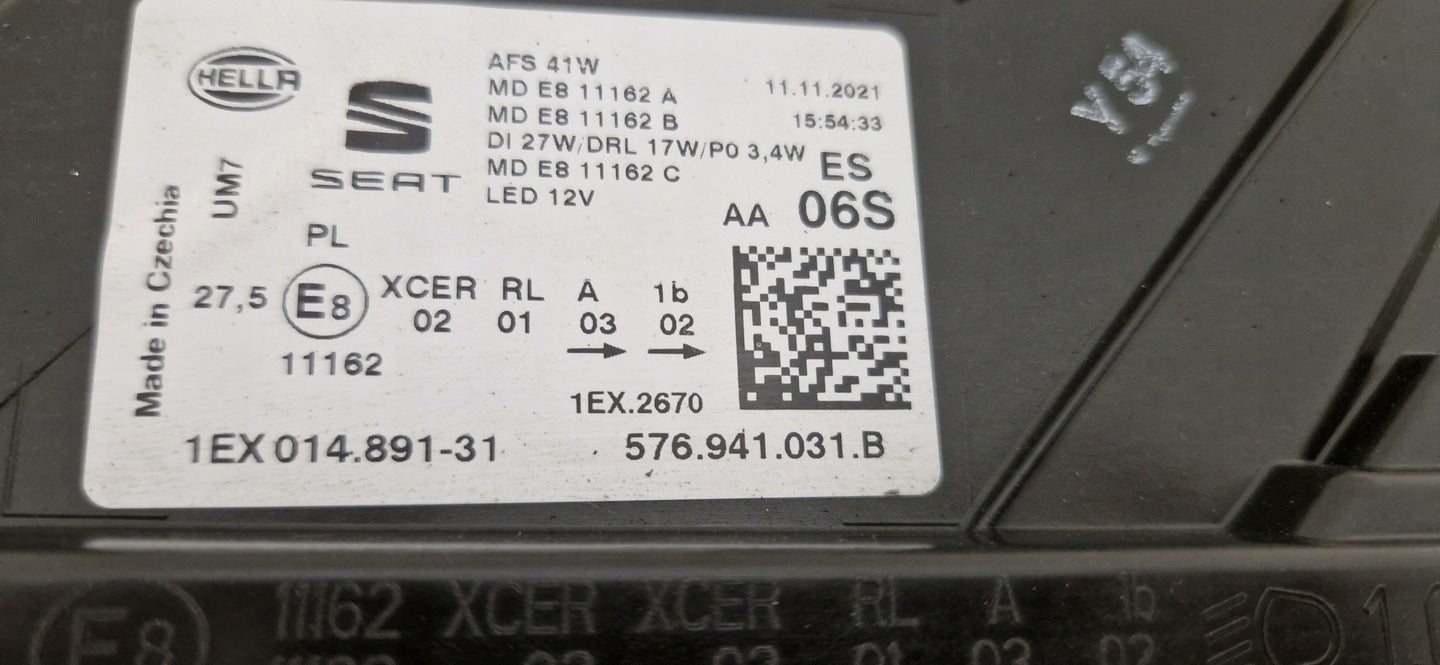 HELLA
SEAT
AFS 41W
MD E8 11162 A
MD E8 11162 B
DI 27W/DRL 17W/PO 3,4W
MD E8 11162 C
LED 12V
11.11.2021
15:54:33
ES
AA 06S
Made in Czechia
UM7
PL
27,5 E8 XCER RL A 1b
02 01 03 02
11162
1EX.2670
1EX 014.891-31 576.941.031.B
E8 11162 XCER XCER RL A 1b